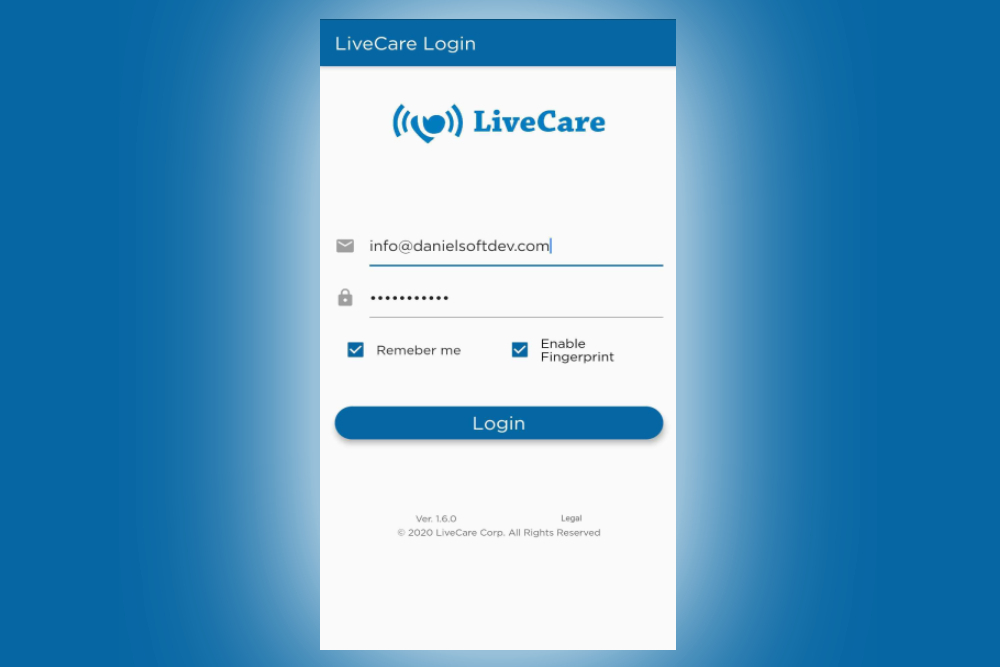 LiveCare Login
LiveCare
info@danielsoftdev.com
•••••••••••
Remeber me
Enable
Fingerprint
Login
Ver. 1.6.0 Legal
© 2020 LiveCare Corp. All Rights Reserved